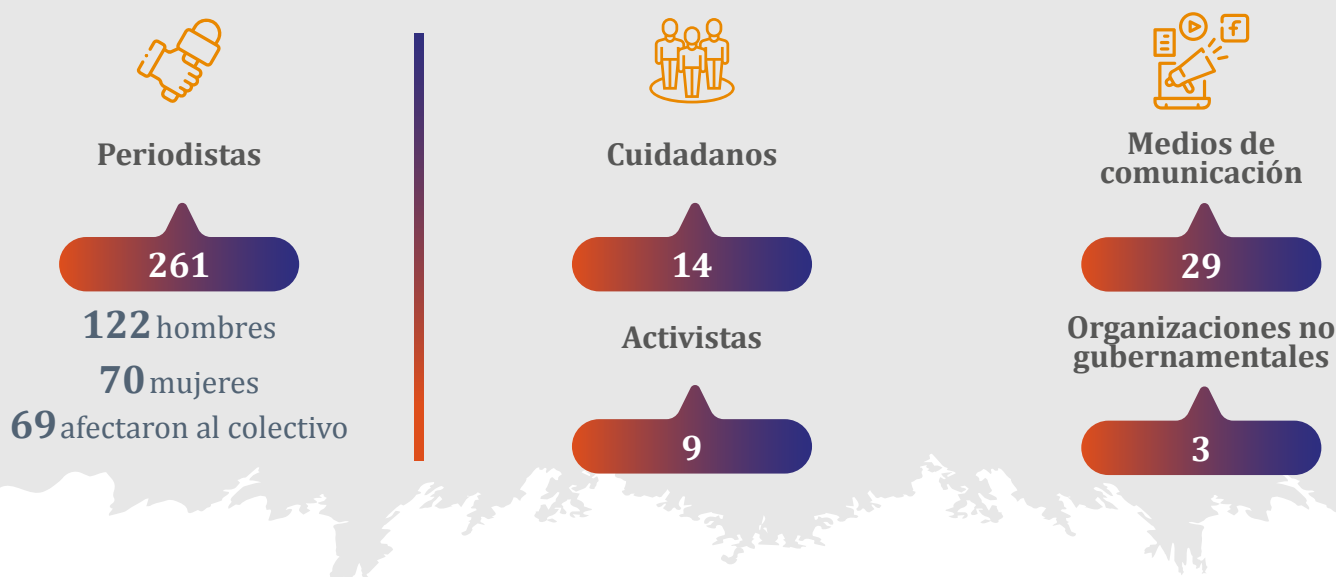 Periodistas
261
122 hombres
70 mujeres
69 afectaron al colectivo
Cuidadanos
14
Activistas
9
Medios de
comunicación
29
Organizaciones no
gubernamentales
3